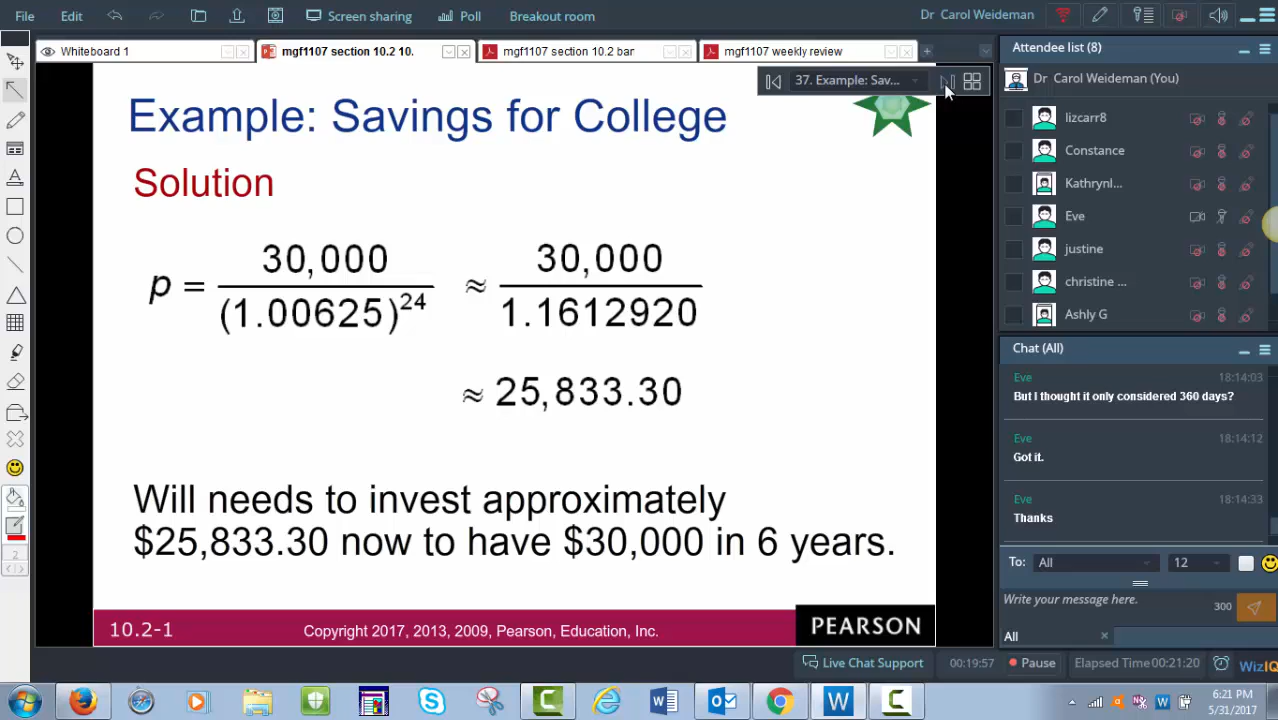 File Edit Screen sharing Poll Breakout room Dr Carol Weideman
Whiteboard 1 mgf1107 section 10.2 10. mgf1107 section 10.2 bar mgf1107 weekly review
37. Example: Sav...
Example: Savings for College
Solution
p = 30,000 / (1.00625)^24 ≈ 30,000 / 1.1612920
≈ 25,833.30
Will needs to invest approximately
$25,833.30 now to have $30,000 in 6 years.
10.2-1 Copyright 2017, 2013, 2009, Pearson, Education, Inc. PEARSON
2
Attendee list (8)
Dr Carol Weideman (You)
lizcarr8
Constance
Kathrynl...
Eve
justine
christine ...
Ashly G
Chat (All)
Eve 18:14:03
But I thought it only considered 360 days?
Eve 18:14:12
Got it.
Eve 18:14:33
Thanks
To: All 12
Write your message here. 300
All
Live Chat Support 00:19:57 Pause Elapsed Time 00:21:20 WizIQ
6:21 PM
5/31/2017